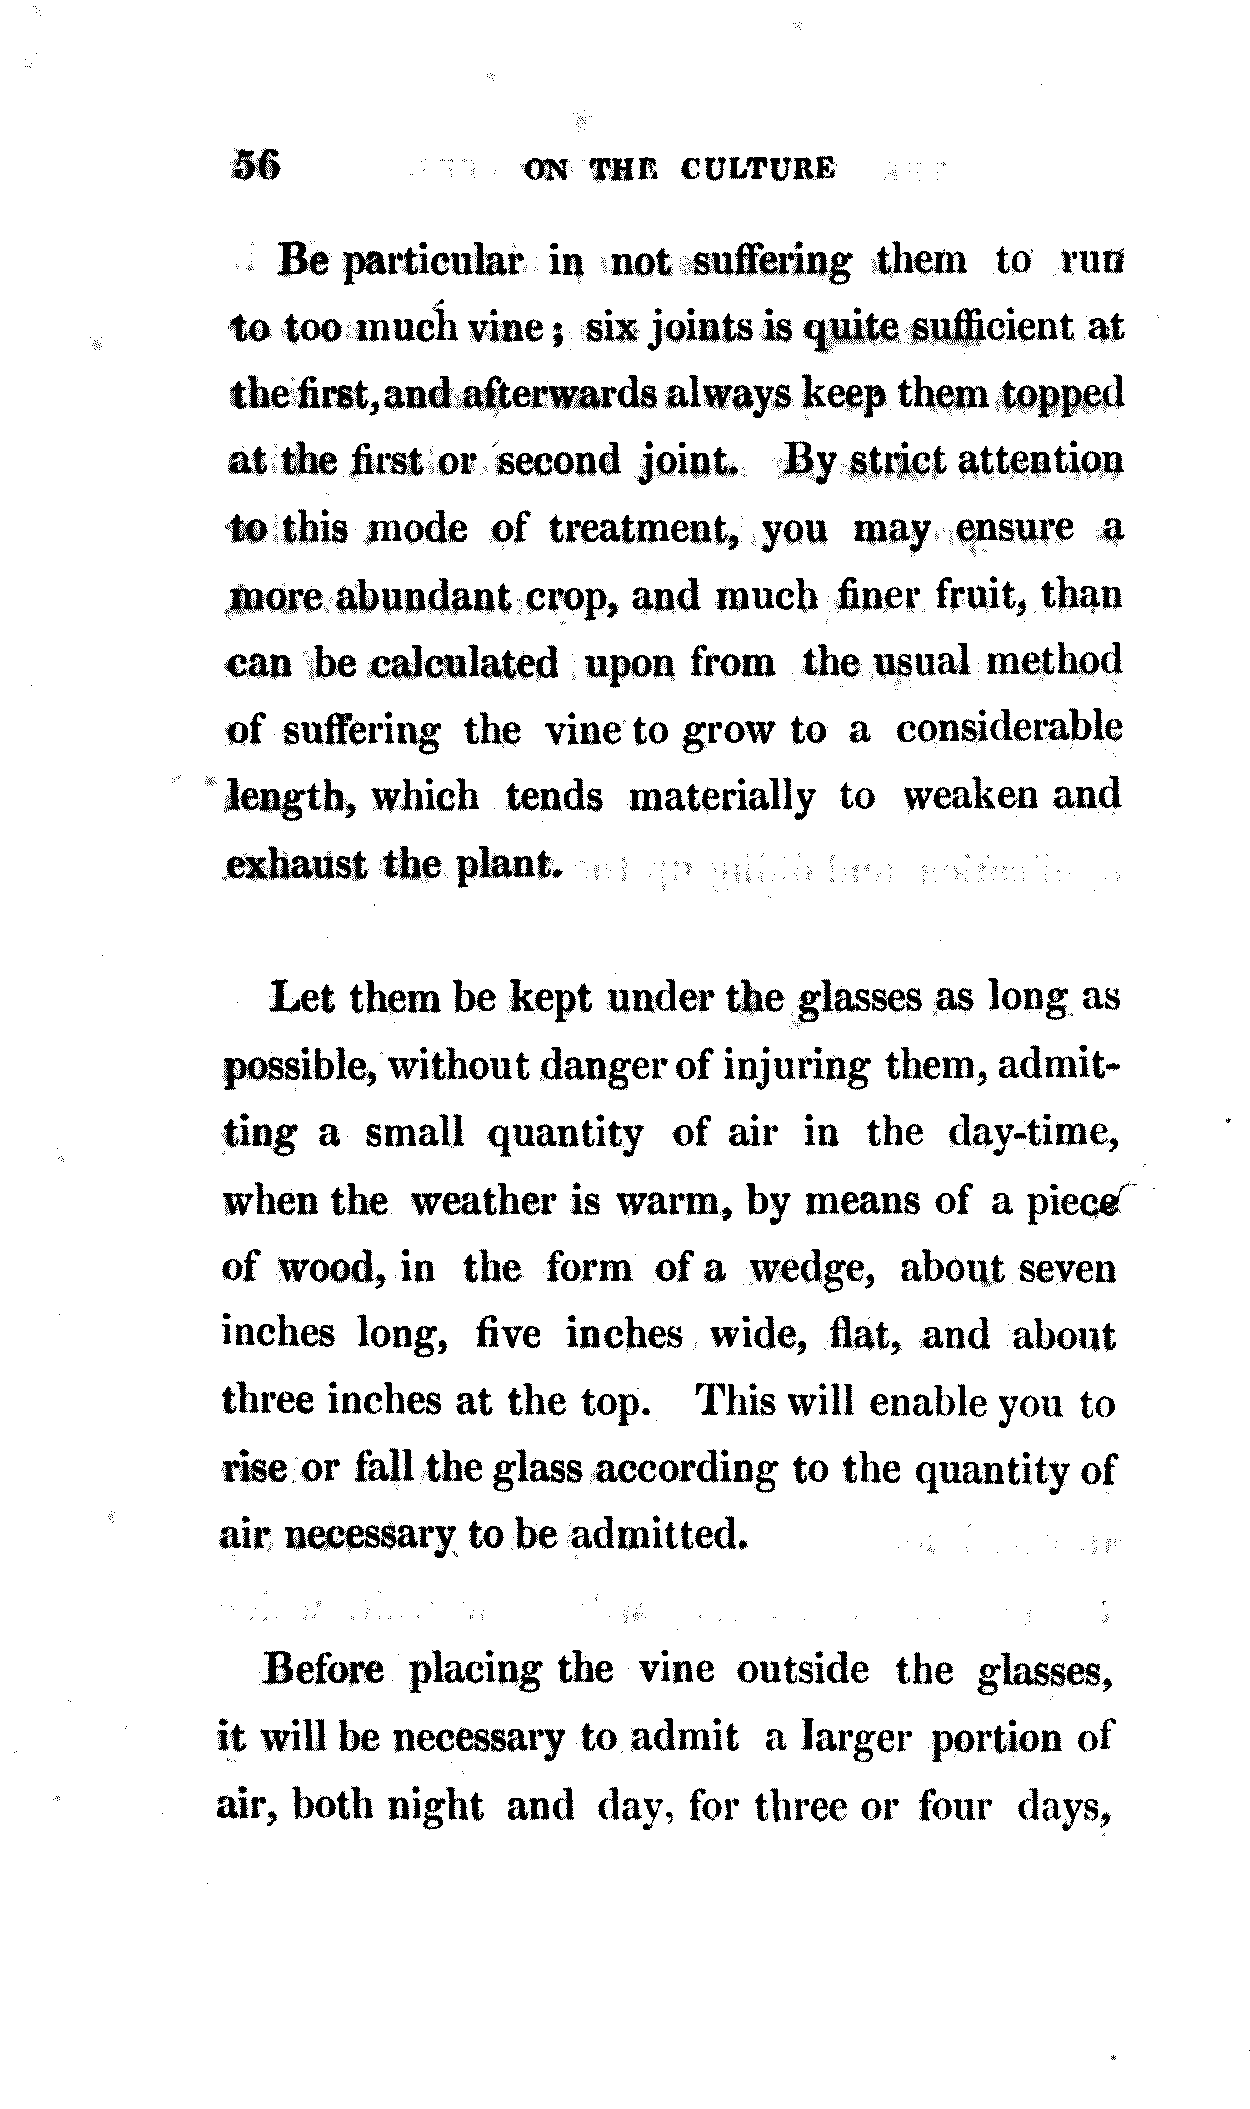 56 ON THE CULTURE
Be particular in not suffering them to run
to too much vine; six joints is quite sufficient at
the first, and afterwards always keep them topped
at the first or second joint. By strict attention
to this mode of treatment, you may ensure a
more abundant crop, and much finer fruit, than
can be calculated upon from the usual method
of suffering the vine to grow to a considerable
length, which tends materially to weaken and
exhaust the plant.
Let them be kept under the glasses as long as
possible, without danger of injuring them, admit-
ting a small quantity of air in the day-time,
when the weather is warm, by means of a piece
of wood, in the form of a wedge, about seven
inches long, five inches wide, flat, and about
three inches at the top. This will enable you to
rise or fall the glass according to the quantity of
air necessary to be admitted.
Before placing the vine outside the glasses,
it will be necessary to admit a larger portion of
air, both night and day, for three or four days,